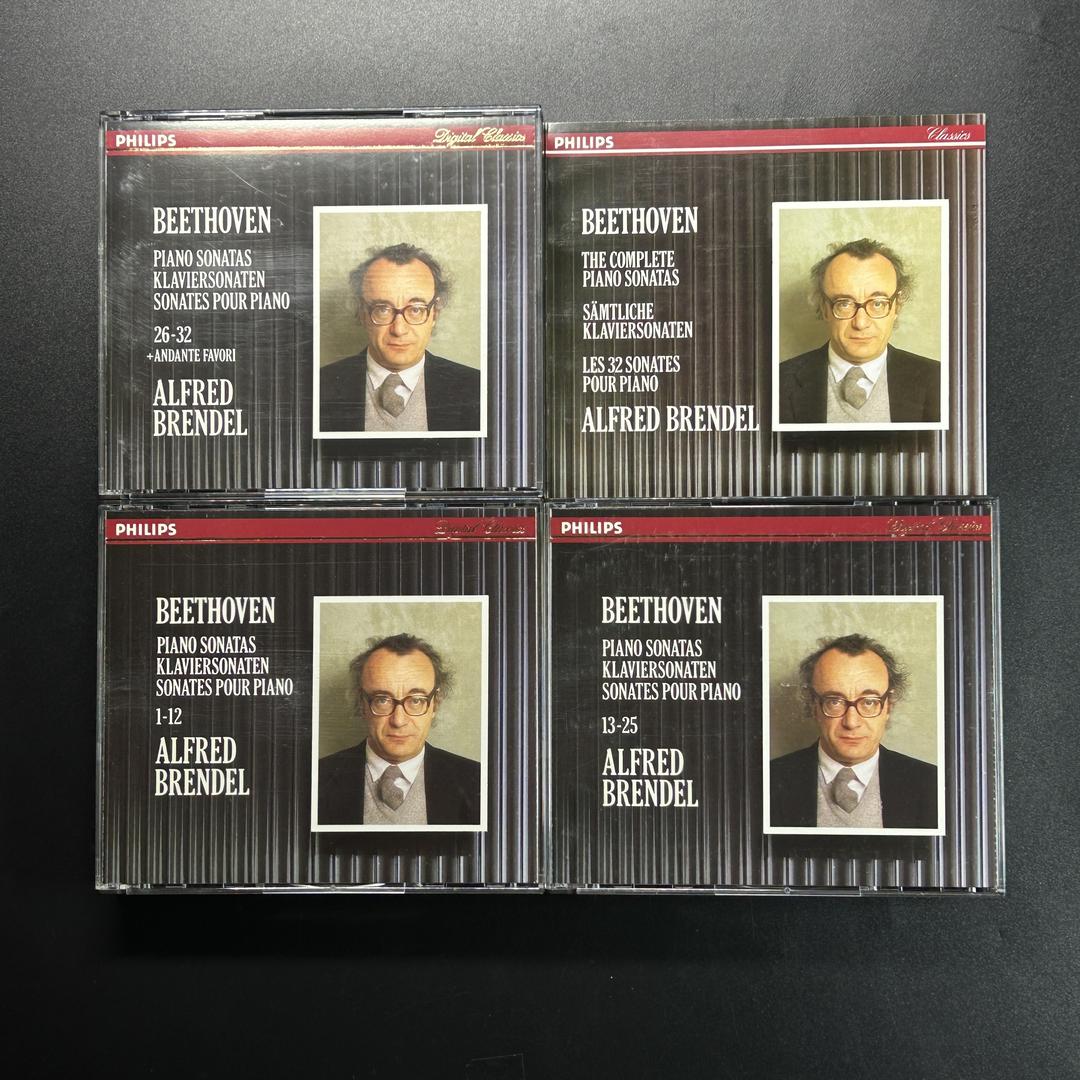 PHILIPS
Digital Classics
BEETHOVEN
PIANO SONATAS
KLAVIERSONATEN
SONATES POUR PIANO
26-32
+ANDANTE FAVORI
ALFRED
BRENDEL
PHILIPS
Classics
BEETHOVEN
THE COMPLETE
PIANO SONATAS
SÄMTLICHE
KLAVIERSONATEN
LES 32 SONATES
POUR PIANO
ALFRED BRENDEL
PHILIPS
Digital Classics
BEETHOVEN
PIANO SONATAS
KLAVIERSONATEN
SONATES POUR PIANO
1-12
ALFRED
BRENDEL
PHILIPS
Digital Classics
BEETHOVEN
PIANO SONATAS
KLAVIERSONATEN
SONATES POUR PIANO
13-25
ALFRED
BRENDEL